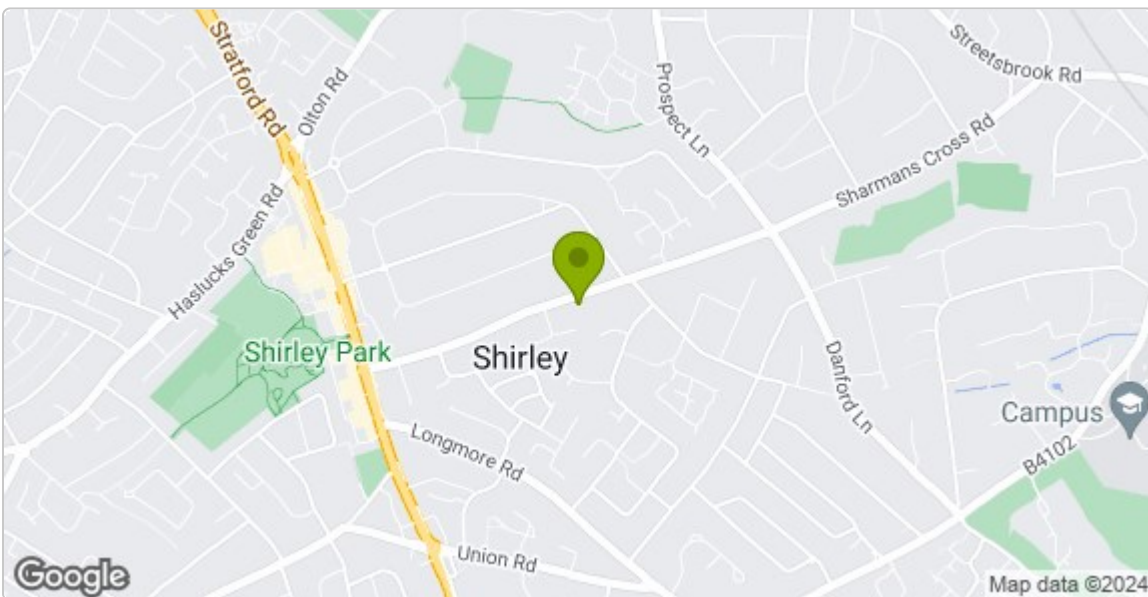 Stratford Rd
Olton Rd
Haslucks Green Rd
Prospect Ln
Streetsbrook Rd
Sharmans Cross Rd
Shirley Park
Shirley
Danford Ln
Campus
B4102
Longmore Rd
Union Rd
Google
Map data ©2024